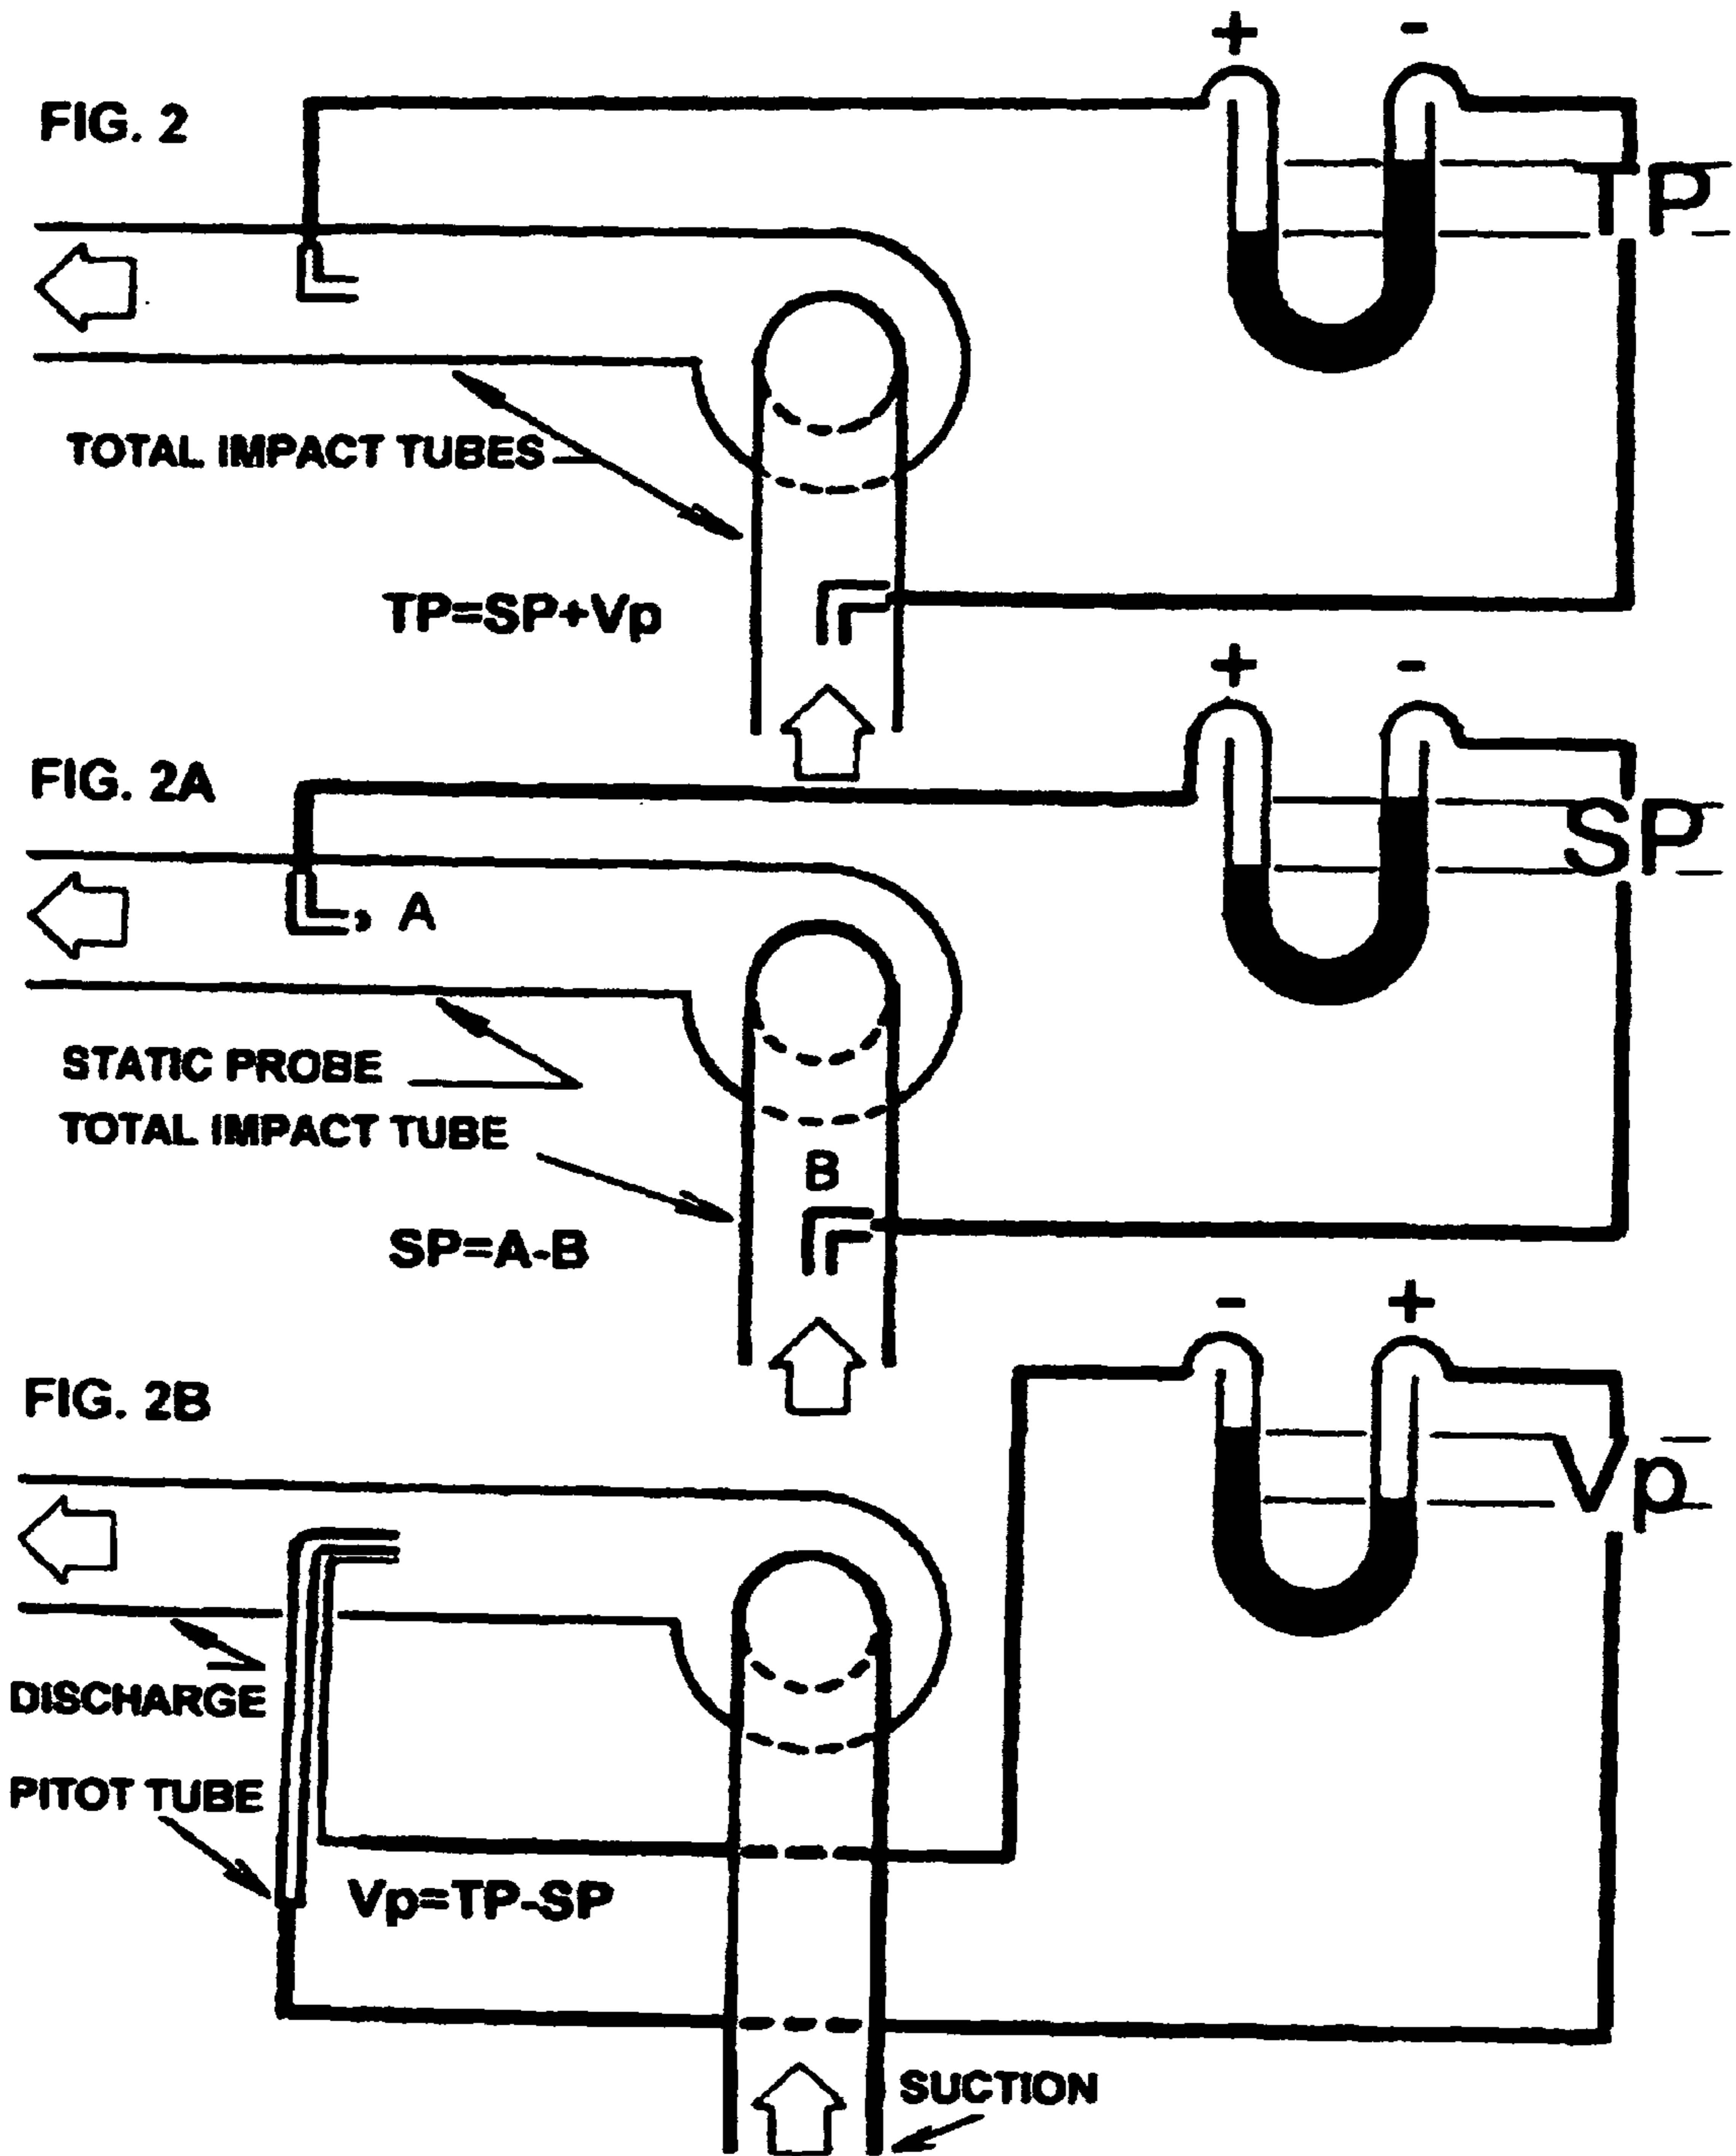 + -
FIG. 2
TP
TOTAL IMPACT TUBES
TP=SP+Vp
+ -
FIG. 2A
SP
, A
STATIC PROBE
TOTAL IMPACT TUBE
B
SP=A-B
- +
FIG. 2B
Vp
DISCHARGE
PITOT TUBE
Vp=TP-SP
SUCTION